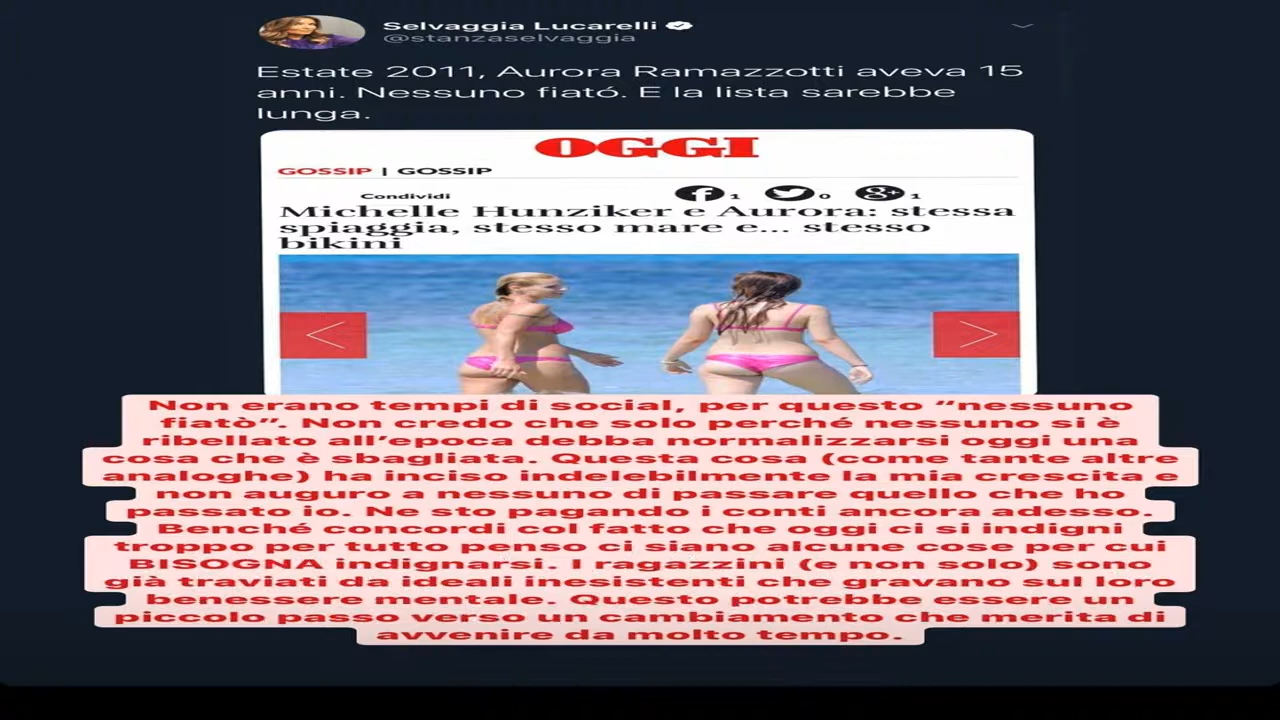 Selvaggia Lucarelli
@stanzaselvaggia
Estate 2011, Aurora Ramazzotti aveva 15
anni. Nessuno fiató. E la lista sarebbe
lunga.
OGGI
GOSSIP | GOSSIP
Condividi 1 0 1
Michelle Hunziker e Aurora: stessa
spiaggia, stesso mare e... stesso
bikini
Non erano tempi di social, per questo “nessuno
fiatò”. Non credo che solo perché nessuno si è
ribellato all’epoca debba normalizzarsi oggi una
cosa che è sbagliata. Questa cosa (come tante altre
analoghe) ha inciso indelebilmente la mia crescita e
non auguro a nessuno di passare quello che ho
passato io. Ne sto pagando i conti ancora adesso.
Benché concordi col fatto che oggi ci si indigni
troppo per tutto penso ci siano alcune cose per cui
BISOGNA indignarsi. I ragazzini (e non solo) sono
già traviati da ideali inesistenti che gravano sul loro
benessere mentale. Questo potrebbe essere un
piccolo passo verso un cambiamento che merita di
avvenire da molto tempo.